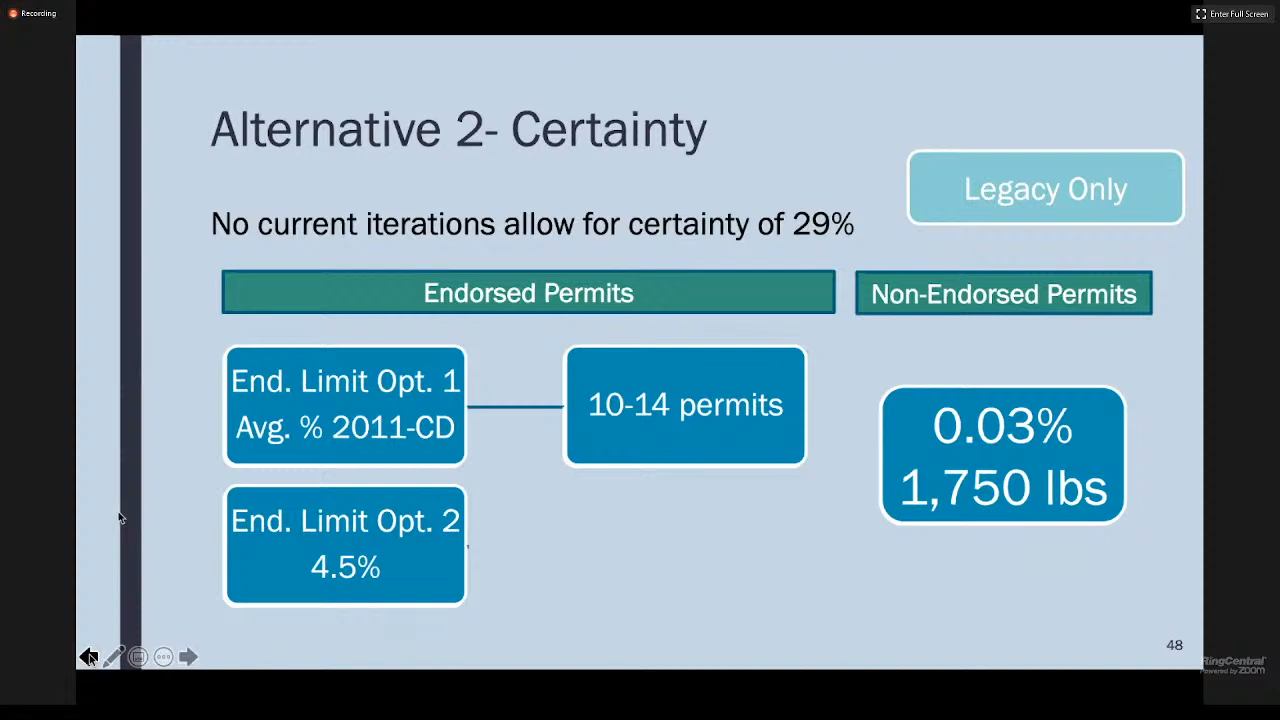 Recording
Enter Full Screen
Alternative 2- Certainty
Legacy Only
No current iterations allow for certainty of 29%
Endorsed Permits
Non-Endorsed Permits
End. Limit Opt. 1
Avg. % 2011-CD
10-14 permits
0.03%
1,750 lbs
End. Limit Opt. 2
4.5%
48
RingCentral
Powered by zoom